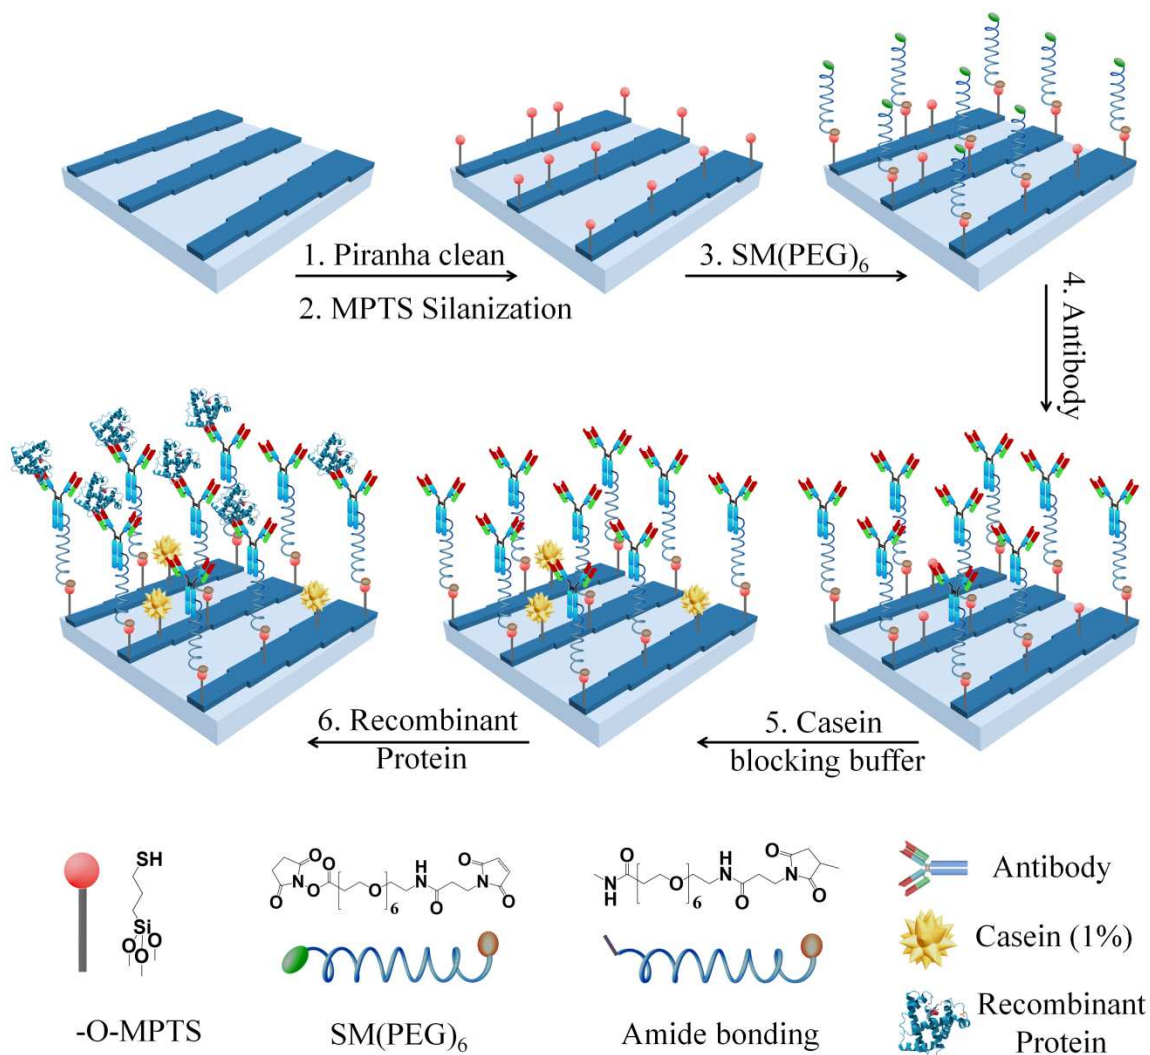 1. Piranha clean
2. MPTS Silanization
3. SM(PEG)₆
4. Antibody
5. Casein
blocking buffer
6. Recombinant
Protein
SH
Si
O O O
-O-MPTS
O
N
O
O
O
O
6
H
N
O
O
N
O
SM(PEG)₆
O
N
H
O
6
H
N
O
O
N
O
Amide bonding
Antibody
Casein (1%)
Recombinant
Protein